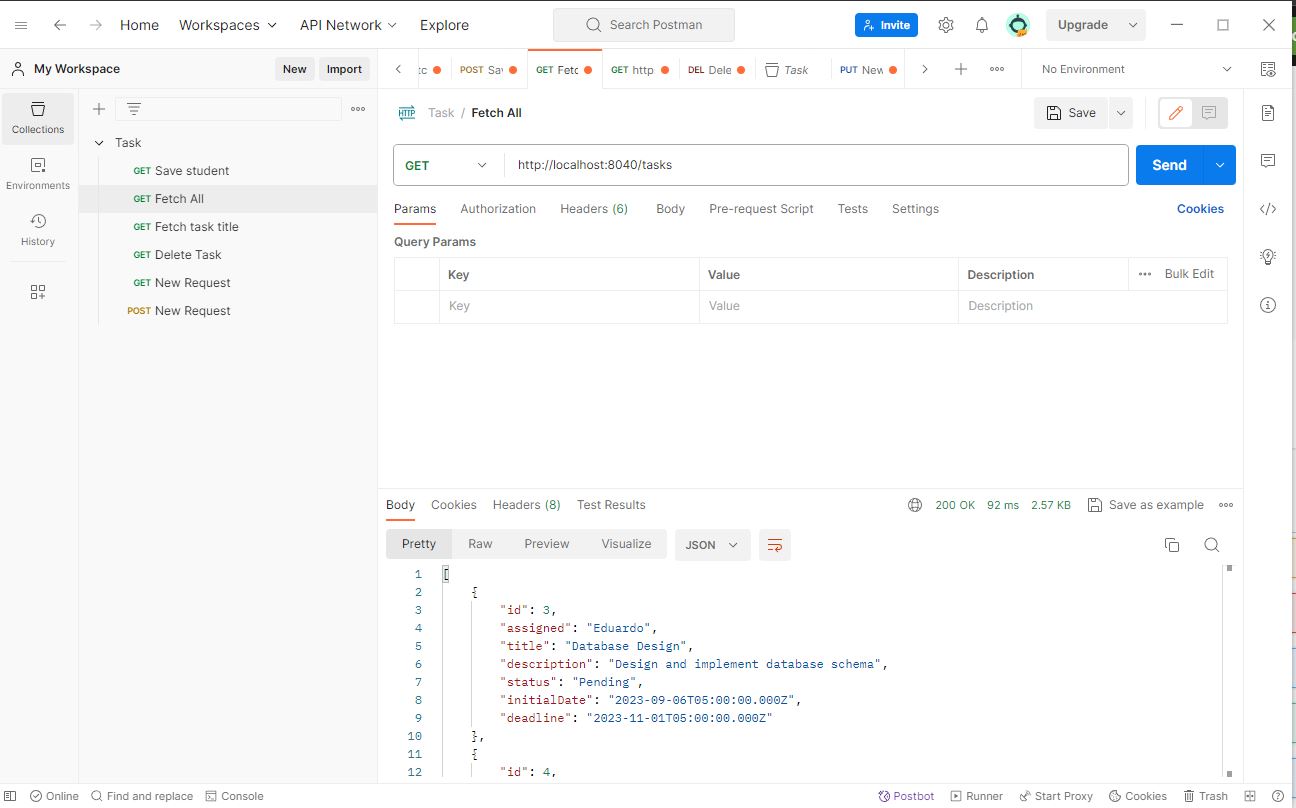 Home Workspaces API Network Explore Search Postman Invite Upgrade
My Workspace New Import
POST Sav GET Fetc GET http DEL Dele Task PUT New No Environment
Collections
Environments
History
Task
GET Save student
GET Fetch All
GET Fetch task title
GET Delete Task
GET New Request
POST New Request
HTTP Task / Fetch All Save
GET http://localhost:8040/tasks Send
Params Authorization Headers (6) Body Pre-request Script Tests Settings Cookies
Query Params
Key Value Description Bulk Edit
Key Value Description
Body Cookies Headers (8) Test Results 200 OK 92 ms 2.57 KB Save as example
Pretty Raw Preview Visualize JSON
1 [
2 {
3 "id": 3,
4 "assigned": "Eduardo",
5 "title": "Database Design",
6 "description": "Design and implement database schema",
7 "status": "Pending",
8 "initialDate": "2023-09-06T05:00:00.000Z",
9 "deadline": "2023-11-01T05:00:00.000Z"
10 },
11 {
12 "id": 4,
Online Find and replace Console Postbot Runner Start Proxy Cookies Trash